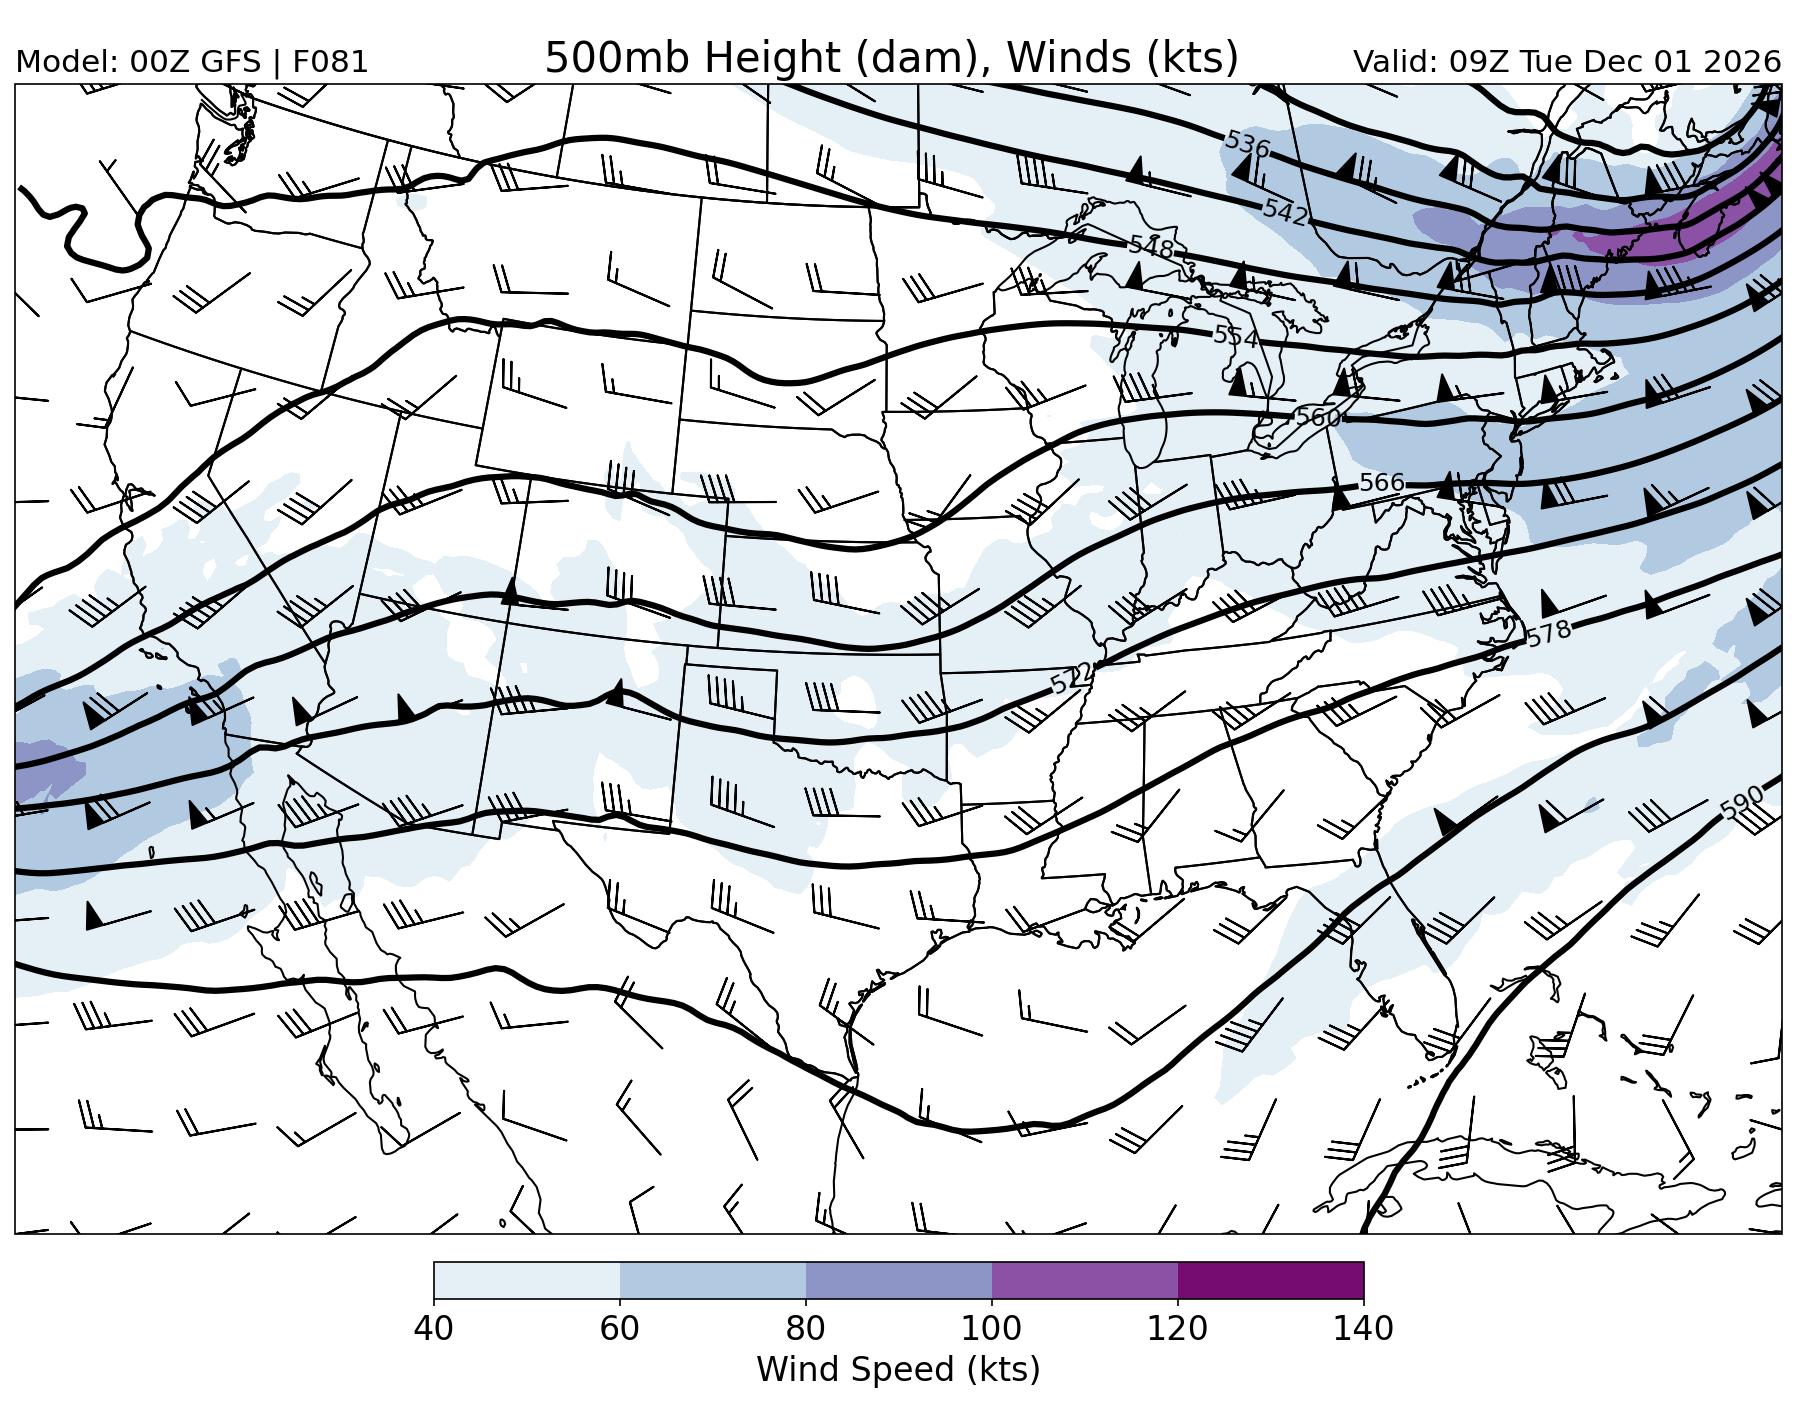 Model: 00Z GFS | F081
500mb Height (dam), Winds (kts)
Valid: 09Z Tue Dec 01 2026
536
542
548
554
560
566
572
578
590
40 60 80 100 120 140
Wind Speed (kts)